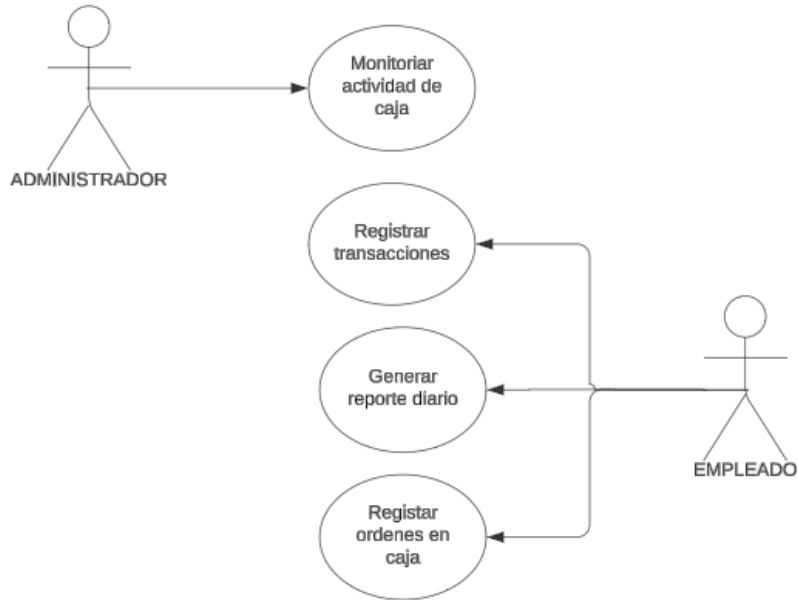 Monitoriar
actividad de
caja
ADMINISTRADOR
Registrar
transacciones
Generar
reporte diario
EMPLEADO
Registar
ordenes en
caja